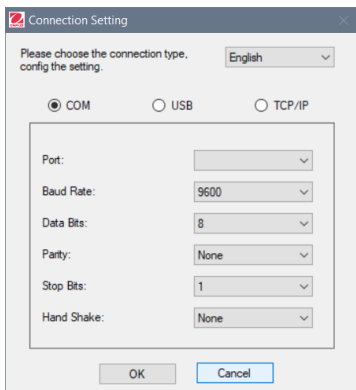 Connection Setting
Please choose the connection type,
config the setting.
English
COM
USB
TCP/IP
Port:
Baud Rate:
9600
Data Bits:
8
Parity:
None
Stop Bits:
1
Hand Shake:
None
OK
Cancel